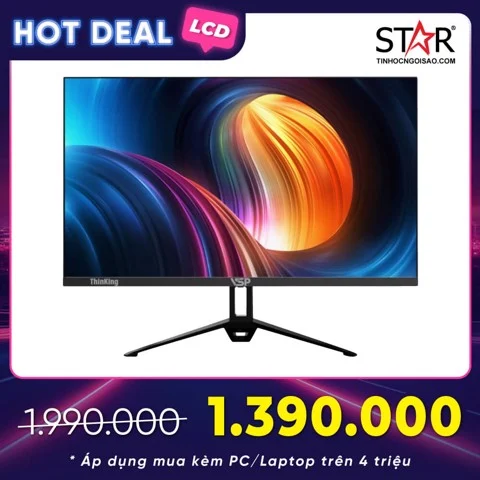 HOT DEAL LCD
STAR
TINHOCNGOISAO.COM
ThinKing
VSP
1.990.000 1.390.000
* Áp dụng mua kèm PC/Laptop trên 4 triệu